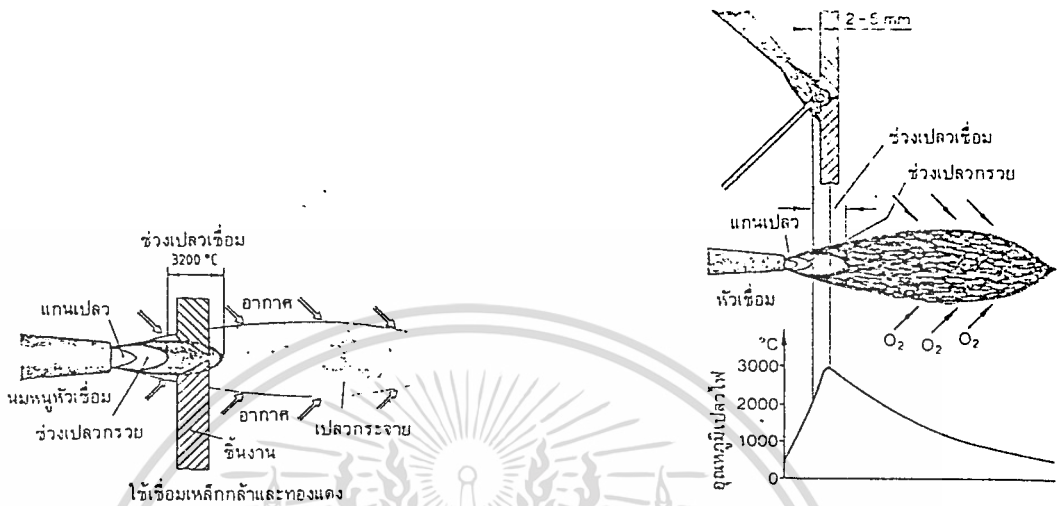 ช่วงเปลวเชื่อม
3200 °C
แกนเปลว
อากาศ
นมหนูหัวเชื่อม
ช่วงเปลวกรวย
อากาศ
เปลวกระจาย
ชิ้นงาน
ใช้เชื่อมเหล็กกล้าและทองแดง
2-5 mm
ช่วงเปลวเชื่อม
ช่วงเปลวกรวย
แกนเปลว
หัวเชื่อม
O₂ O₂ O₂
°C
3000
2000
1000
0
อุณหภูมิเปลวไฟ